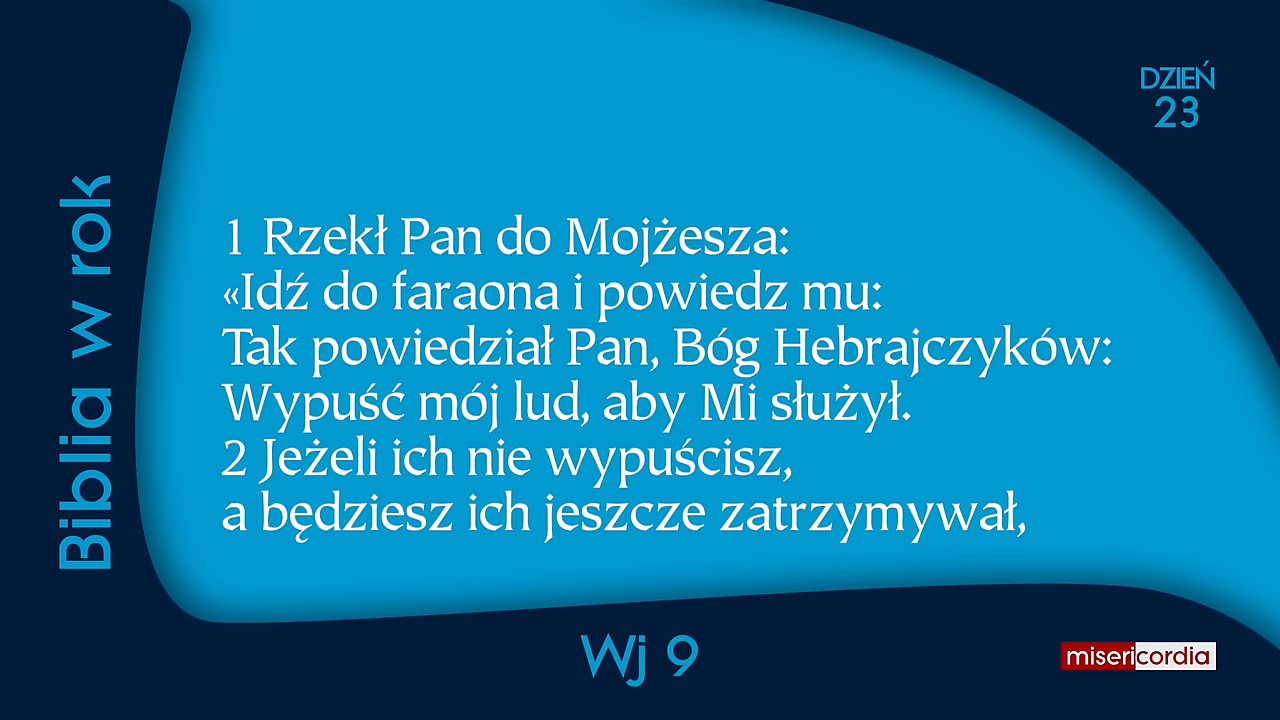 DZIEŃ
23
Biblia w rok
1 Rzekł Pan do Mojżesza:
«Idź do faraona i powiedz mu:
Tak powiedział Pan, Bóg Hebrajczyków:
Wypuść mój lud, aby Mi służył.
2 Jeżeli ich nie wypuścisz,
a będziesz ich jeszcze zatrzymywał,
Wj 9
misericordia